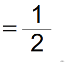 = 1/2